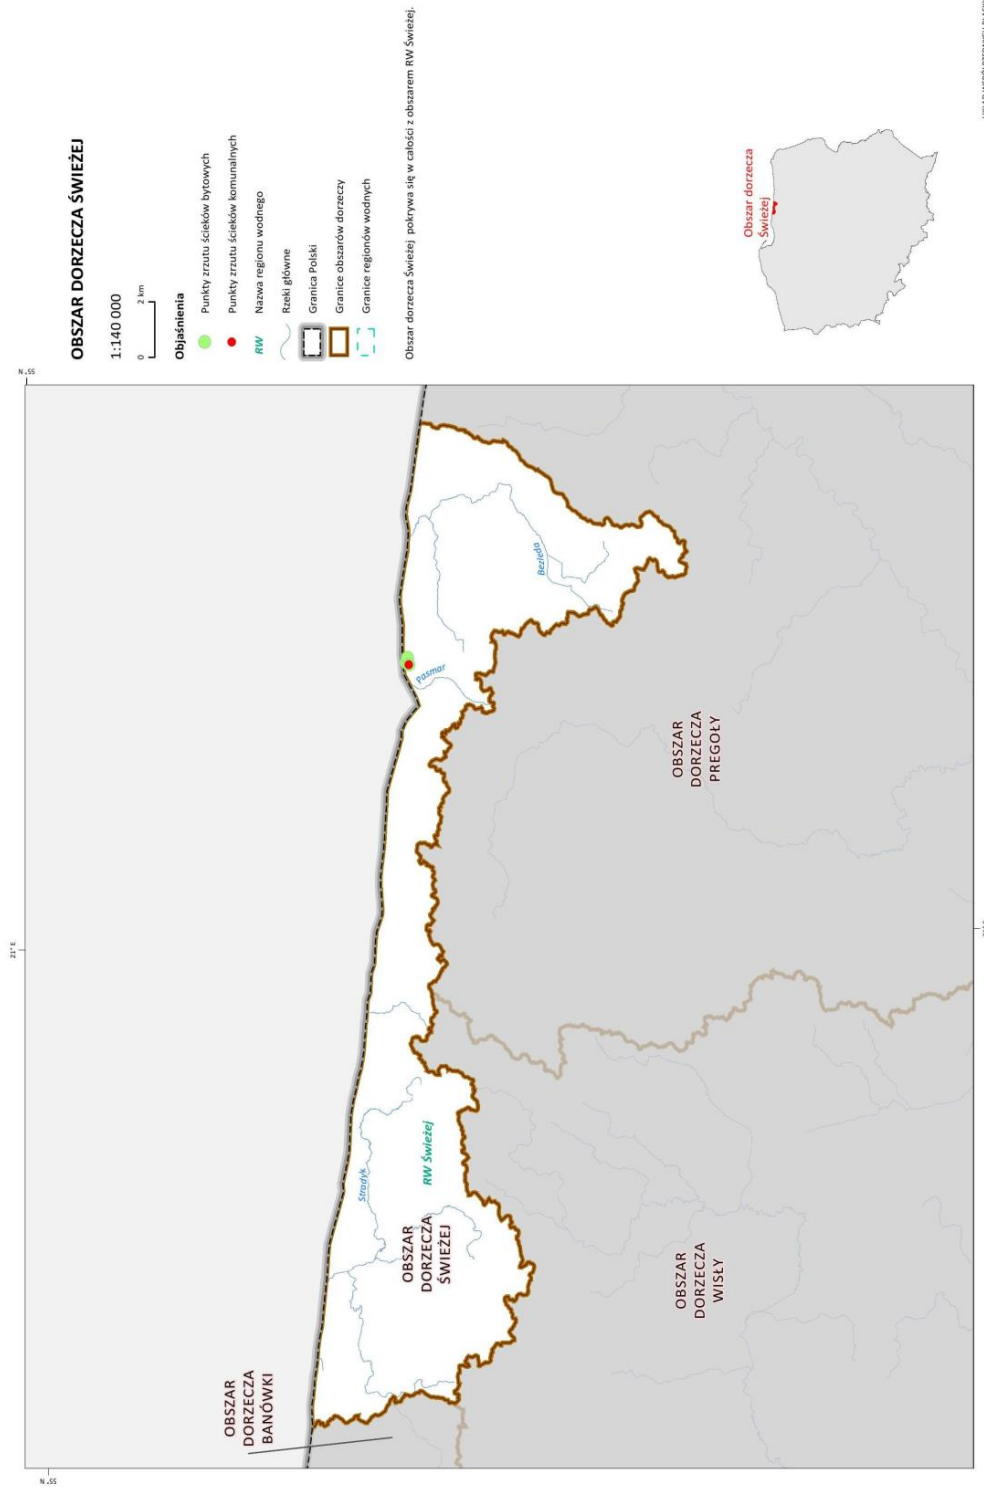 OBSZAR DORZECZA ŚWIEŻEJ
1:140 000
0 2 km
Objaśnienia
Punkty zrzutu ścieków bytowych
Punkty zrzutu ścieków komunalnych
RW Nazwa regionu wodnego
Rzeki główne
Granica Polski
Granice obszarów dorzeczy
Granice regionów wodnych
Obszar dorzecza Świeżej pokrywa się w całości z obszarem RW Świeżej.
Obszar dorzecza
Świeżej
21° E
OBSZAR
DORZECZA
BANÓWKI
Stradyk
RW Świeżej
OBSZAR
DORZECZA
ŚWIEŻEJ
Pasmar
Bezleda
OBSZAR
DORZECZA
WISŁY
OBSZAR
DORZECZA
PREGOŁY